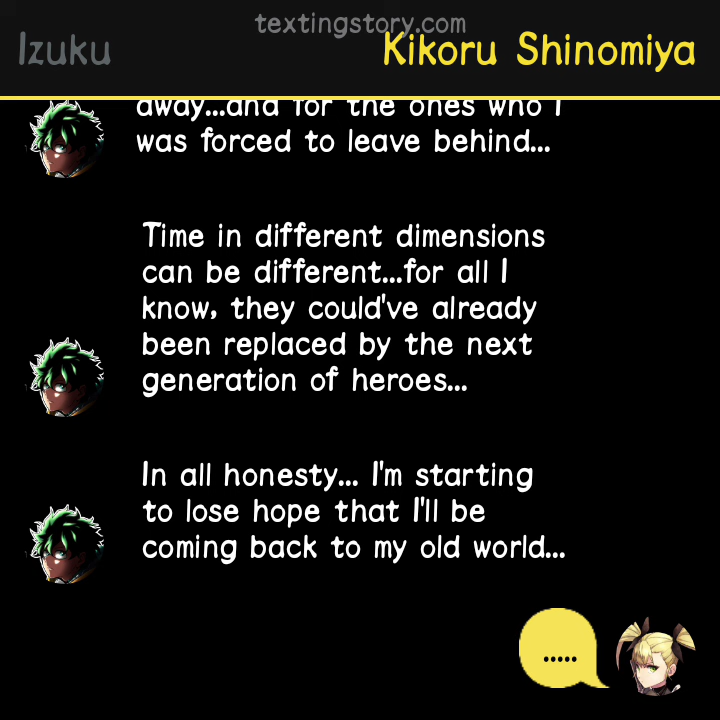 textingstory.com
Izuku
Kikoru Shinomiya
away...and for the ones who I
was forced to leave behind...
Time in different dimensions
can be different...for all I
know, they could've already
been replaced by the next
generation of heroes...
In all honesty... I'm starting
to lose hope that I'll be
coming back to my old world...
.....